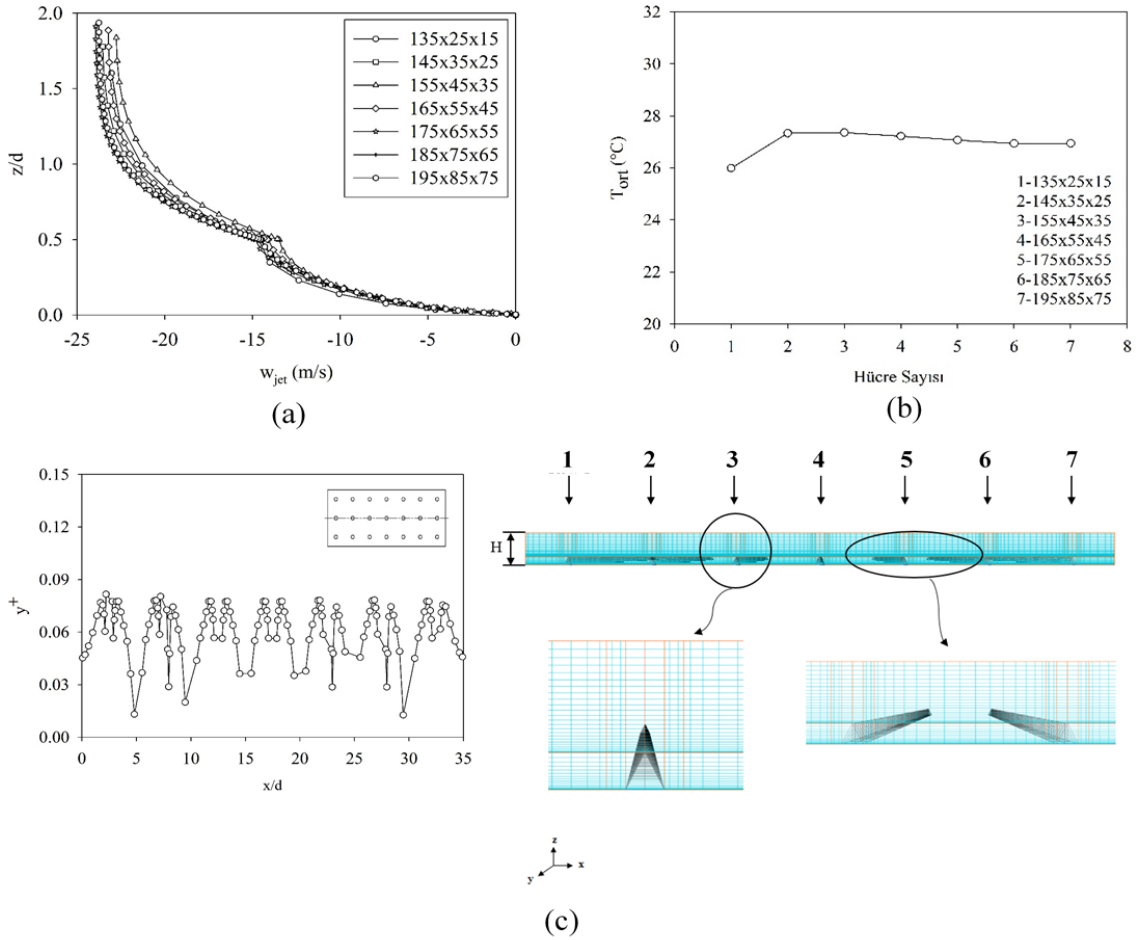 2.0
1.5
1.0
0.5
0.0
z/d
-25 -20 -15 -10 -5 0
w_jet (m/s)
135x25x15
145x35x25
155x45x35
165x55x45
175x65x55
185x75x65
195x85x75
(a)
32
30
28
26
24
22
20
T_ort (°C)
0 1 2 3 4 5 6 7 8
Hücre Sayısı
1-135x25x15
2-145x35x25
3-155x45x35
4-165x55x45
5-175x65x55
6-185x75x65
7-195x85x75
(b)
0.15
0.12
0.09
0.06
0.03
0.00
y+
0 5 10 15 20 25 30 35
x/d
1 2 3 4 5 6 7
H
z
x
y
(c)